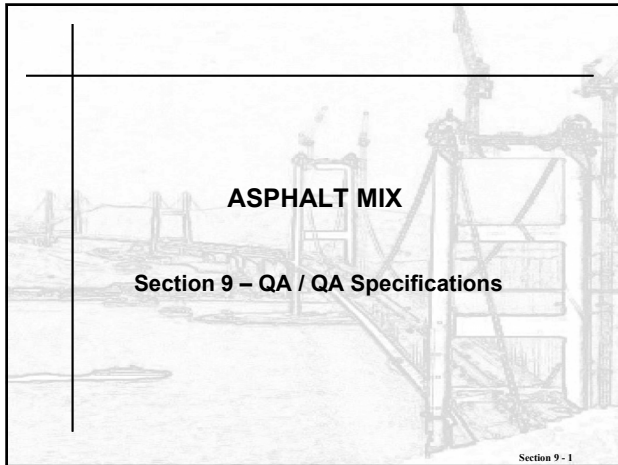 ASPHALT MIX
Section 9 – QA / QA Specifications
Section 9 - 1